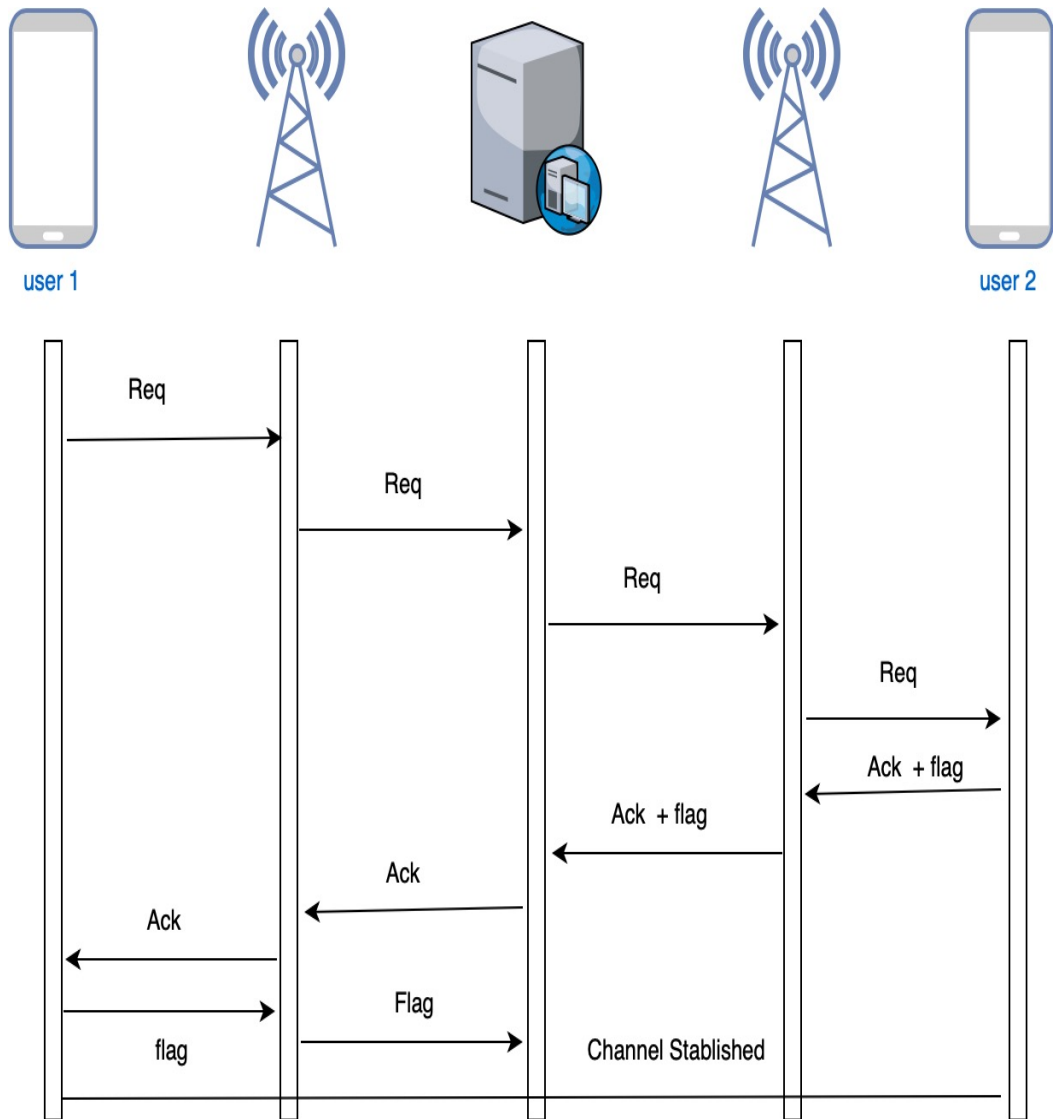 user 1
user 2
Req
Req
Req
Req
Ack + flag
Ack + flag
Ack
Ack
Flag
flag
Channel Stablished